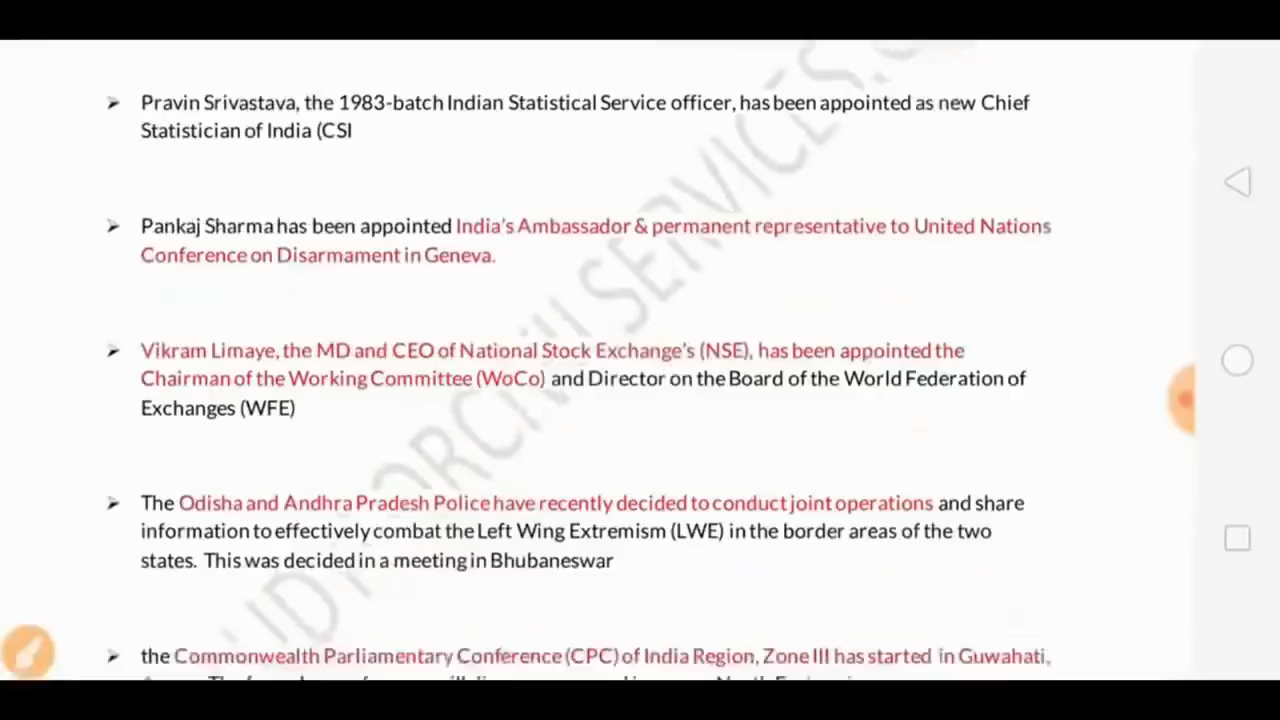 ➢ Pravin Srivastava, the 1983-batch Indian Statistical Service officer, has been appointed as new Chief
Statistician of India (CSI
➢ Pankaj Sharma has been appointed India's Ambassador & permanent representative to United Nations
Conference on Disarmament in Geneva.
➢ Vikram Limaye, the MD and CEO of National Stock Exchange's (NSE), has been appointed the
Chairman of the Working Committee (WoCo) and Director on the Board of the World Federation of
Exchanges (WFE)
➢ The Odisha and Andhra Pradesh Police have recently decided to conduct joint operations and share
information to effectively combat the Left Wing Extremism (LWE) in the border areas of the two
states. This was decided in a meeting in Bhubaneswar
➢ the Commonwealth Parliamentary Conference (CPC) of India Region, Zone III has started in Guwahati,